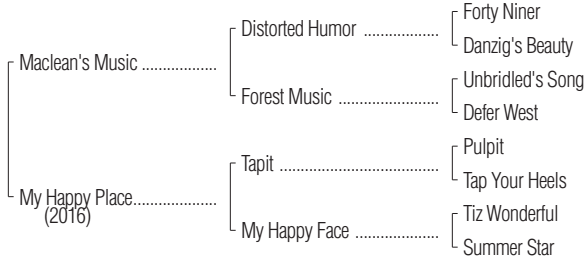 Forty Niner
Distorted Humor ..................
Danzig's Beauty
Maclean's Music ..................
Unbridled's Song
Forest Music ........................
Defer West
Pulpit
Tapit ......................................
Tap Your Heels
My Happy Place....................
(2016)
Tiz Wonderful
My Happy Face ....................
Summer Star